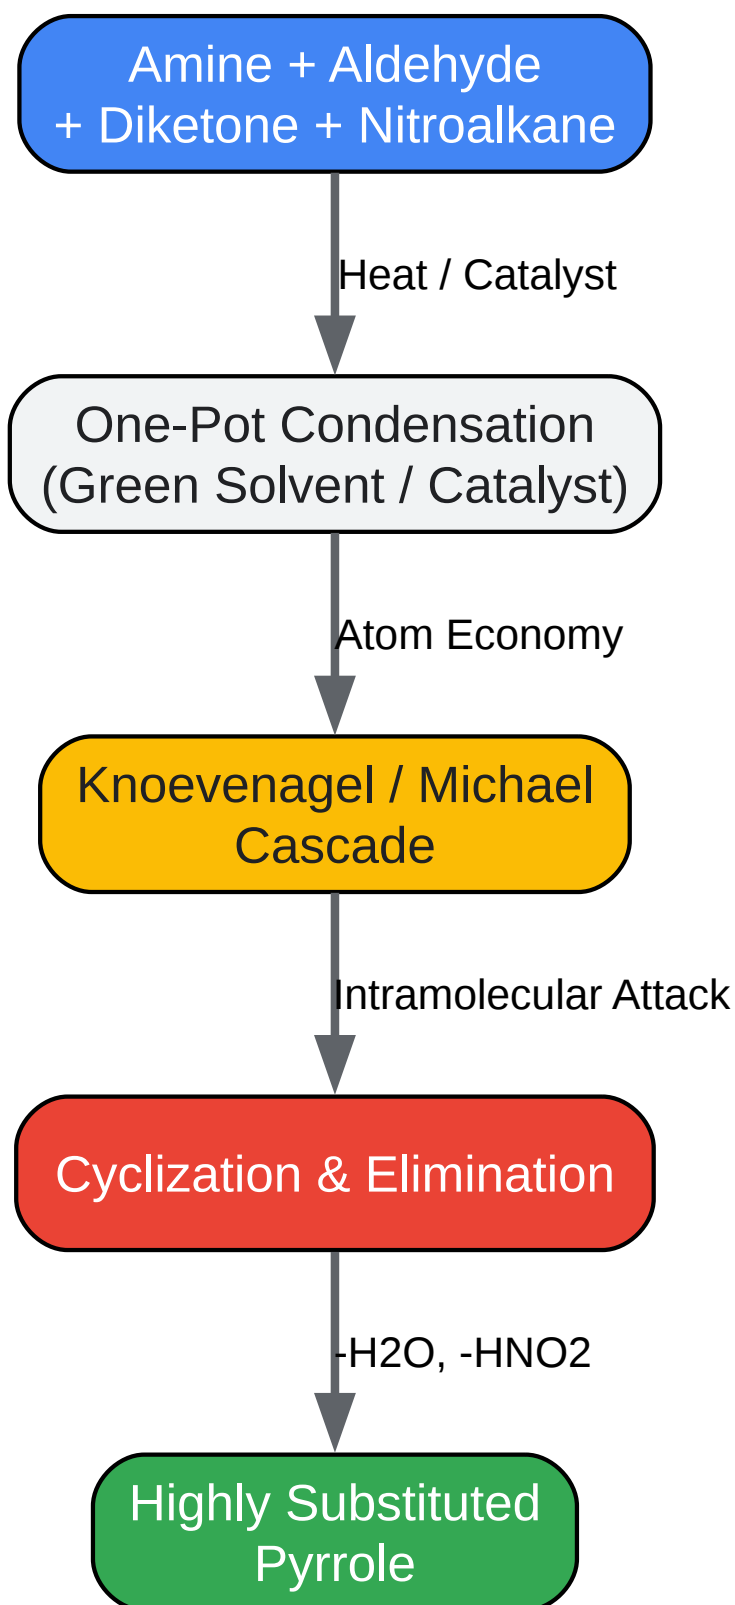 Amine + Aldehyde
+ Diketone + Nitroalkane
Heat / Catalyst
One-Pot Condensation
(Green Solvent / Catalyst)
Atom Economy
Knoevenagel / Michael
Cascade
Intramolecular Attack
Cyclization & Elimination
-H2O, -HNO2
Highly Substituted
Pyrrole